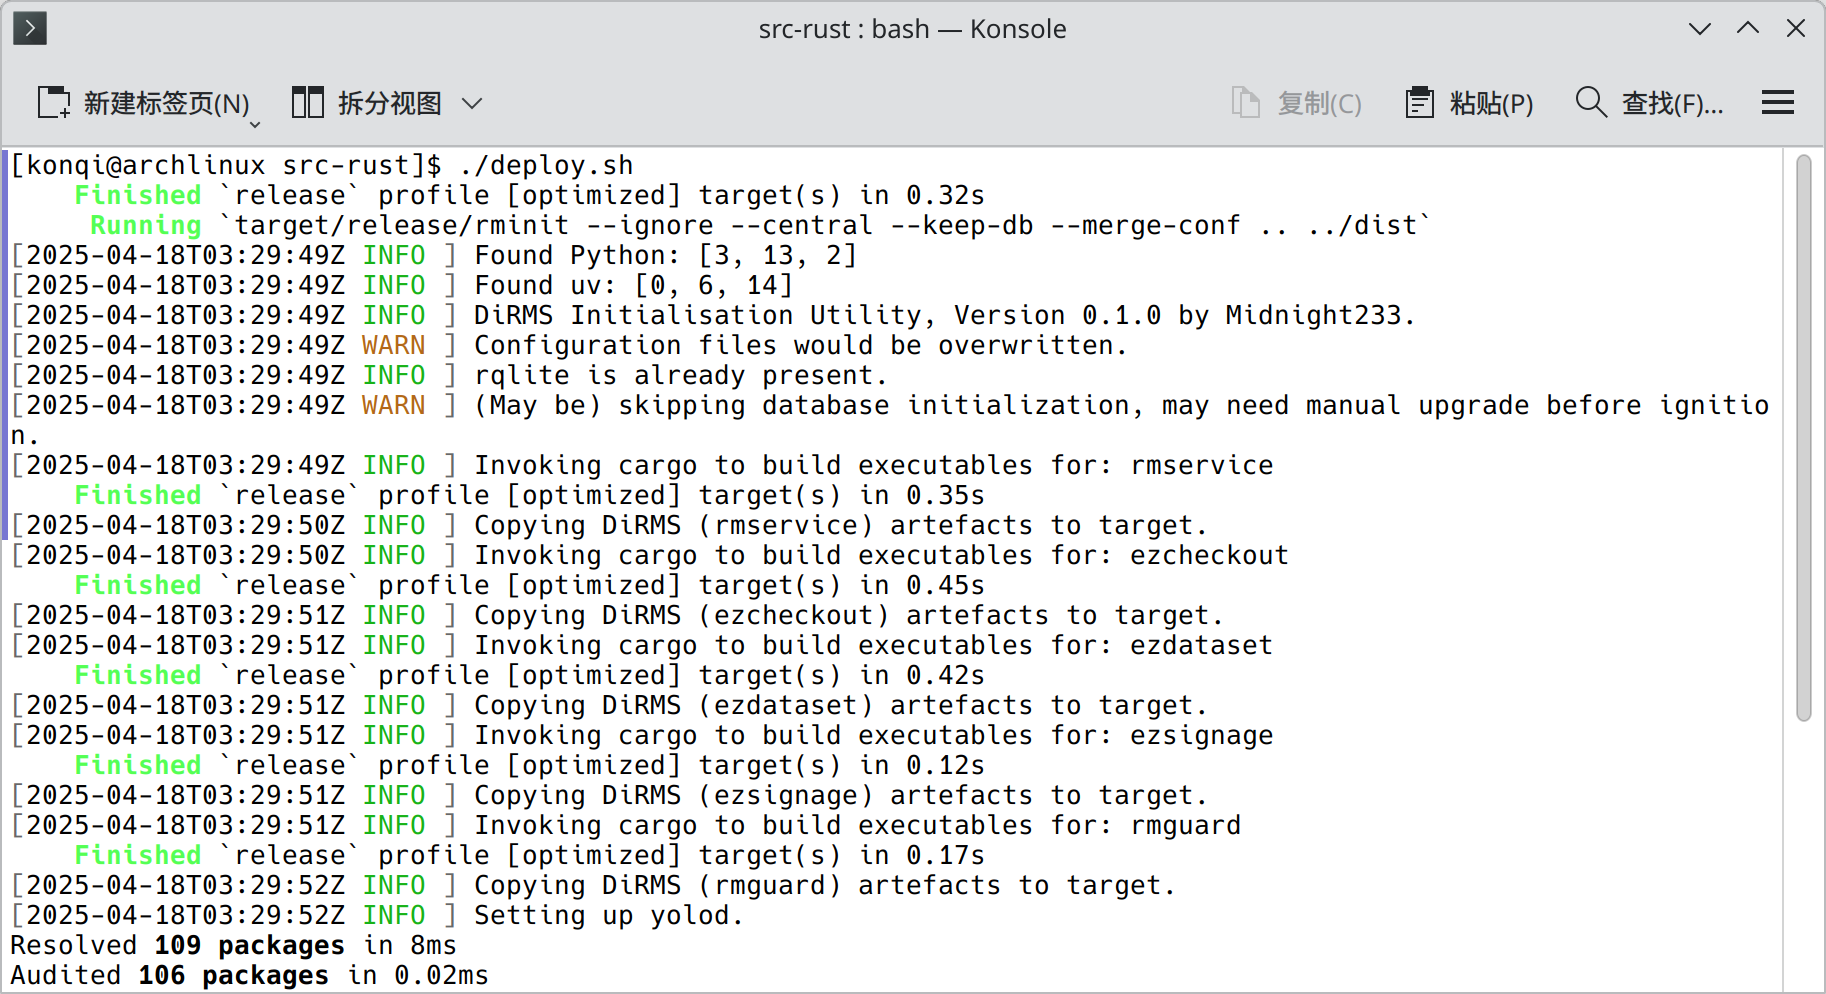 src-rust : bash — Konsole
新建标签页(N) 拆分视图 复制(C) 粘贴(P) 查找(F)...
[konqi@archlinux src-rust]$ ./deploy.sh
    Finished `release` profile [optimized] target(s) in 0.32s
     Running `target/release/rminit --ignore --central --keep-db --merge-conf .. ../dist`
[2025-04-18T03:29:49Z INFO ] Found Python: [3, 13, 2]
[2025-04-18T03:29:49Z INFO ] Found uv: [0, 6, 14]
[2025-04-18T03:29:49Z INFO ] DiRMS Initialisation Utility, Version 0.1.0 by Midnight233.
[2025-04-18T03:29:49Z WARN ] Configuration files would be overwritten.
[2025-04-18T03:29:49Z INFO ] rqlite is already present.
[2025-04-18T03:29:49Z WARN ] (May be) skipping database initialization, may need manual upgrade before ignitio
n.
[2025-04-18T03:29:49Z INFO ] Invoking cargo to build executables for: rmservice
    Finished `release` profile [optimized] target(s) in 0.35s
[2025-04-18T03:29:50Z INFO ] Copying DiRMS (rmservice) artefacts to target.
[2025-04-18T03:29:50Z INFO ] Invoking cargo to build executables for: ezcheckout
    Finished `release` profile [optimized] target(s) in 0.45s
[2025-04-18T03:29:51Z INFO ] Copying DiRMS (ezcheckout) artefacts to target.
[2025-04-18T03:29:51Z INFO ] Invoking cargo to build executables for: ezdataset
    Finished `release` profile [optimized] target(s) in 0.42s
[2025-04-18T03:29:51Z INFO ] Copying DiRMS (ezdataset) artefacts to target.
[2025-04-18T03:29:51Z INFO ] Invoking cargo to build executables for: ezsignage
    Finished `release` profile [optimized] target(s) in 0.12s
[2025-04-18T03:29:51Z INFO ] Copying DiRMS (ezsignage) artefacts to target.
[2025-04-18T03:29:51Z INFO ] Invoking cargo to build executables for: rmguard
    Finished `release` profile [optimized] target(s) in 0.17s
[2025-04-18T03:29:52Z INFO ] Copying DiRMS (rmguard) artefacts to target.
[2025-04-18T03:29:52Z INFO ] Setting up yolod.
Resolved 109 packages in 8ms
Audited 106 packages in 0.02ms